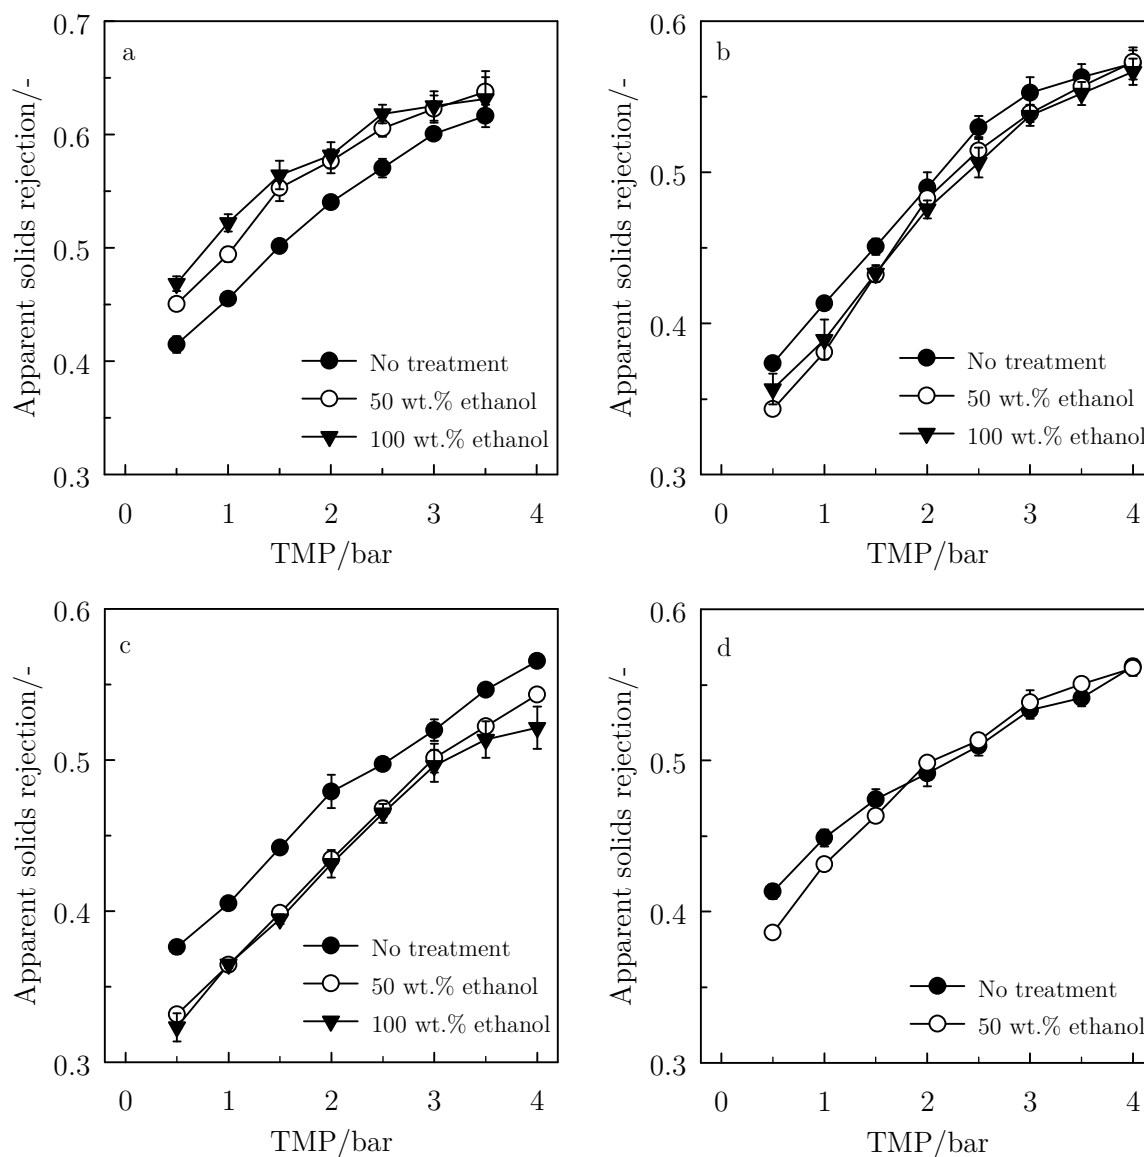 a
Apparent solids rejection/-
0.7
0.6
0.5
0.4
0.3
No treatment
50 wt.% ethanol
100 wt.% ethanol
0 1 2 3 4
TMP/bar
b
Apparent solids rejection/-
0.6
0.5
0.4
0.3
No treatment
50 wt.% ethanol
100 wt.% ethanol
0 1 2 3 4
TMP/bar
c
Apparent solids rejection/-
0.6
0.5
0.4
0.3
No treatment
50 wt.% ethanol
100 wt.% ethanol
0 1 2 3 4
TMP/bar
d
Apparent solids rejection/-
0.6
0.5
0.4
0.3
No treatment
50 wt.% ethanol
0 1 2 3 4
TMP/bar